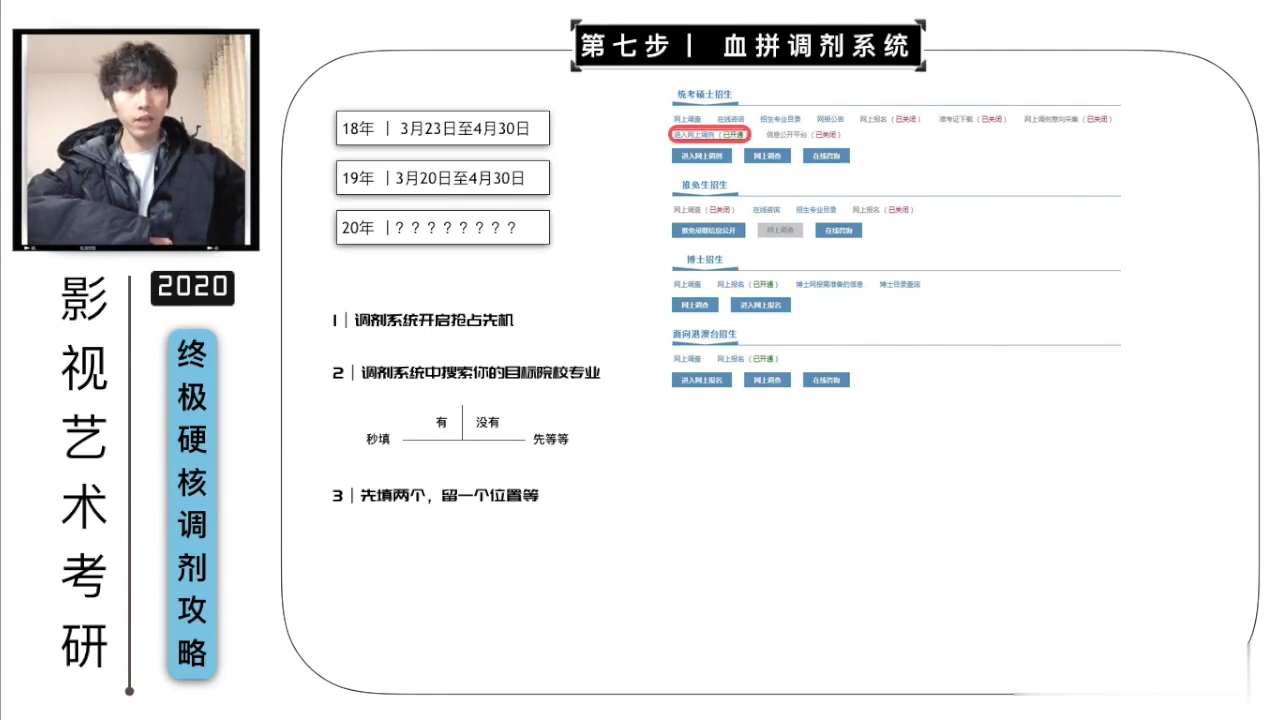 第七步丨 血拼调剂系统
18年 丨 3月23日至4月30日
19年 丨3月20日至4月30日
20年 丨? ? ? ? ? ? ? ?
影视艺术考研
2020
终极硬核调剂攻略
1丨调剂系统开启抢占先机
2丨调剂系统中搜索你的目标院校专业
有 没有
秒填 先等等
3丨先填两个，留一个位置等
统考硕士招生
网上调查 在线咨询 招生专业目录 网报公告 网上报名（已关闭） 准考证下载（已关闭） 网上调剂意向采集（已关闭）
进入网上调剂（已开通） 信息公开平台（已关闭）
进入网上调剂 网上调查 在线咨询
推免生招生
网上调查（已关闭） 在线咨询 招生专业目录 网上报名（已关闭）
推免录取信息公开 网上调查 在线咨询
博士招生
网上调查 网上报名（已开通） 博士网报需准备的信息 博士目录查询
网上调查 进入网上报名
面向港澳台招生
网上调查 网上报名（已开通）
进入网上报名 网上调查 在线咨询